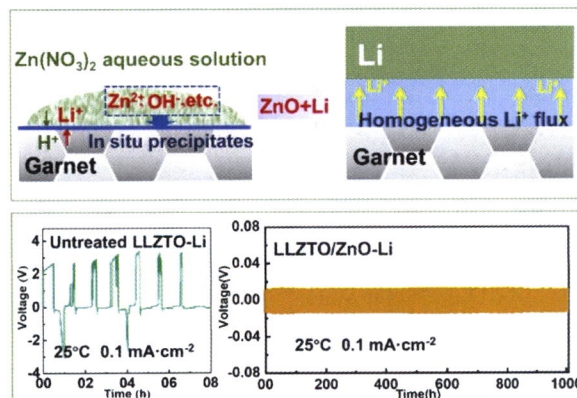 Zn(NO₃)₂ aqueous solution
Zn²⁺ OH⁻.etc.
Li⁺
H⁺
In situ precipitates
Garnet
ZnO+Li
Li
Li⁺
Li⁺
Homogeneous Li⁺ flux
Garnet
Untreated LLZTO-Li
Voltage (V)
4
2
0
-2
-4
25°C 0.1 mA·cm⁻²
00 02 04 06 08
Time (h)
LLZTO/ZnO-Li
Voltage(V)
0.08
0.04
0.00
-0.04
-0.08
25°C 0.1 mA·cm⁻²
00 200 400 600 800 1000
Time(h)